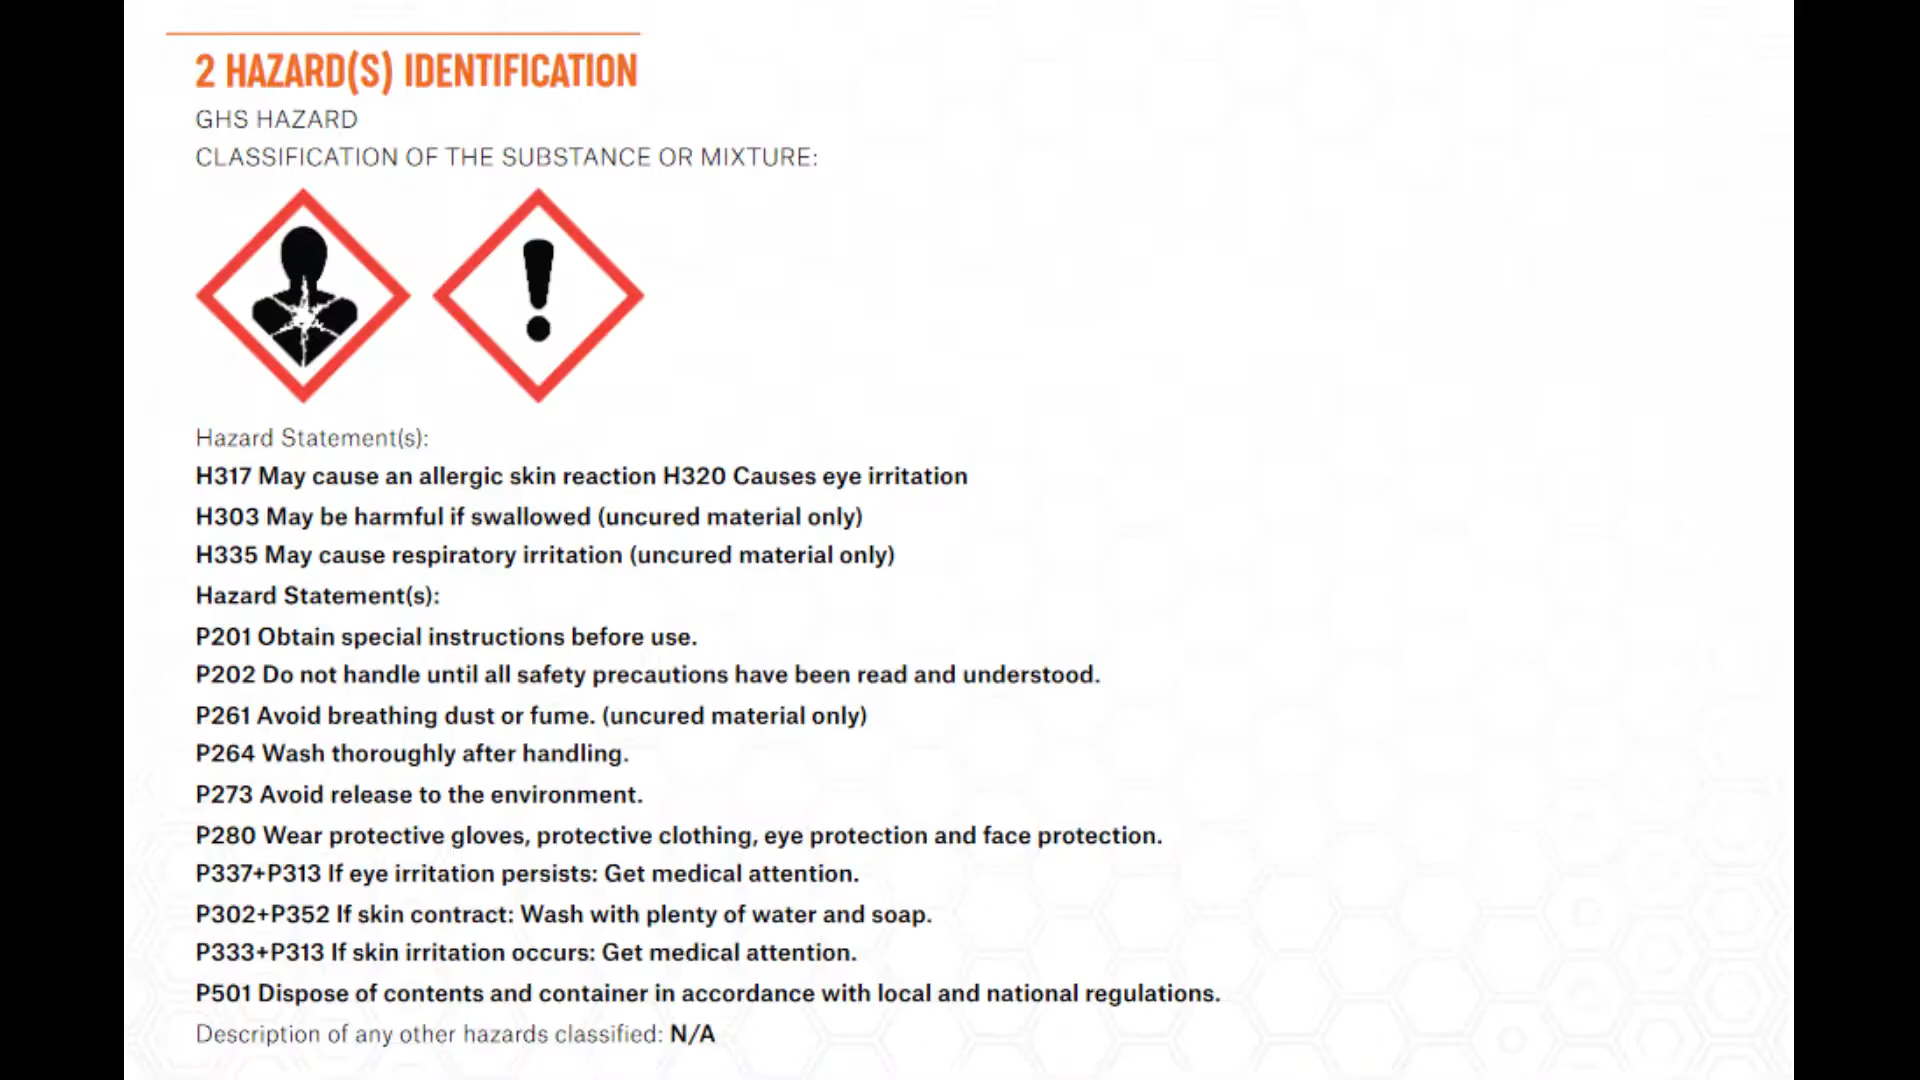 2 HAZARD(S) IDENTIFICATION
GHS HAZARD
CLASSIFICATION OF THE SUBSTANCE OR MIXTURE:
Hazard Statement(s):
H317 May cause an allergic skin reaction H320 Causes eye irritation
H303 May be harmful if swallowed (uncured material only)
H335 May cause respiratory irritation (uncured material only)
Hazard Statement(s):
P201 Obtain special instructions before use.
P202 Do not handle until all safety precautions have been read and understood.
P261 Avoid breathing dust or fume. (uncured material only)
P264 Wash thoroughly after handling.
P273 Avoid release to the environment.
P280 Wear protective gloves, protective clothing, eye protection and face protection.
P337+P313 If eye irritation persists: Get medical attention.
P302+P352 If skin contract: Wash with plenty of water and soap.
P333+P313 If skin irritation occurs: Get medical attention.
P501 Dispose of contents and container in accordance with local and national regulations.
Description of any other hazards classified: N/A